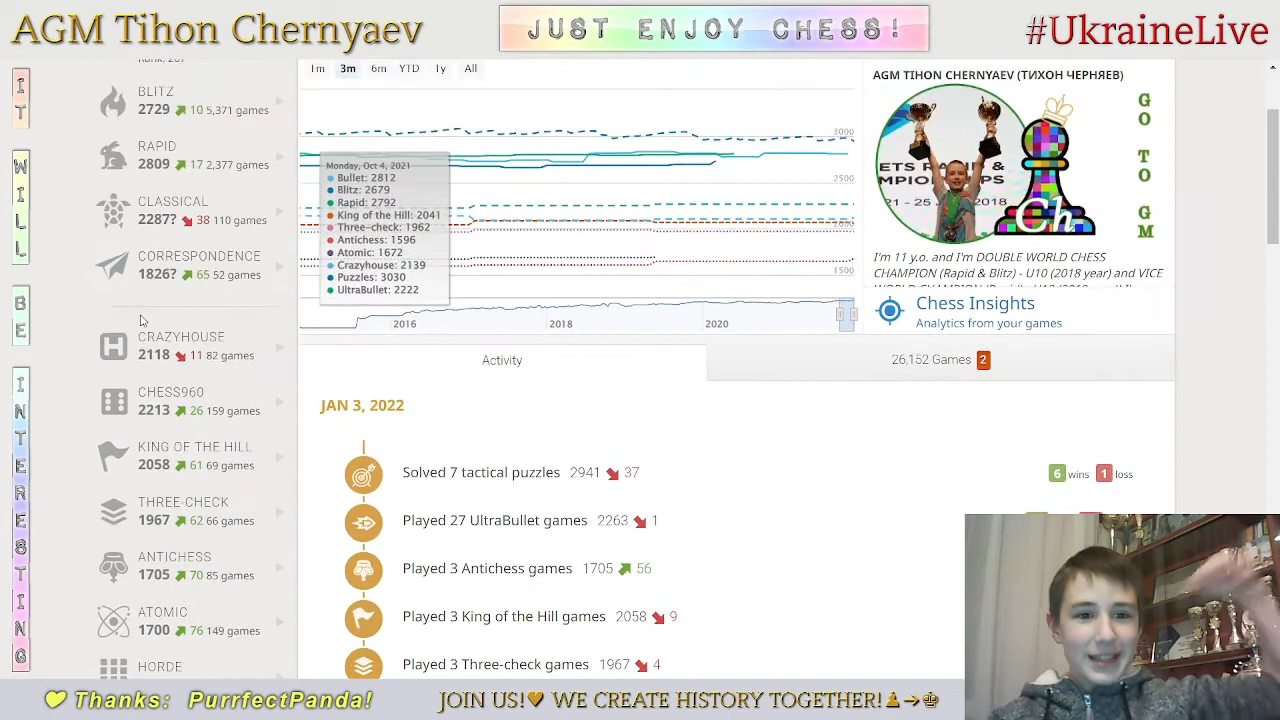 AGM Tihon Chernyaev
JUST ENJOY CHESS!
#UkraineLive
IT
WILL
BE
INTERESTING
BLITZ
2729 10 5,371 games
RAPID
2809 17 2,377 games
CLASSICAL
2287? 38 110 games
CORRESPONDENCE
1826? 65 52 games
CRAZYHOUSE
2118 11 82 games
CHESS960
2213 26 159 games
KING OF THE HILL
2058 61 69 games
THREE-CHECK
1967 62 66 games
ANTICHESS
1705 70 85 games
ATOMIC
1700 76 149 games
HORDE
1m 3m 6m YTD 1y All
3000
2500
2000
1500
Monday, Oct 4, 2021
Bullet: 2812
Blitz: 2679
Rapid: 2792
King of the Hill: 2041
Three-check: 1962
Antichess: 1596
Atomic: 1672
Crazyhouse: 2139
Puzzles: 3030
UltraBullet: 2222
2016 2018 2020
AGM TIHON CHERNYAEV (ТИХОН ЧЕРНЯЕВ)
ETS RAPID &
MPIONSHIPS
21 - 25 2018
Ch
GO
TO
GM
I'm 11 y.o. and I'm DOUBLE WORLD CHESS
CHAMPION (Rapid & Blitz) - U10 (2018 year) and VICE
Chess Insights
Analytics from your games
Activity
26,152 Games 2
JAN 3, 2022
Solved 7 tactical puzzles 2941 37
6 wins 1 loss
Played 27 UltraBullet games 2263 1
Played 3 Antichess games 1705 56
Played 3 King of the Hill games 2058 9
Played 3 Three-check games 1967 4
Thanks: PurrfectPanda!
JOIN US!🧡 WE CREATE HISTORY TOGETHER!♟→♚